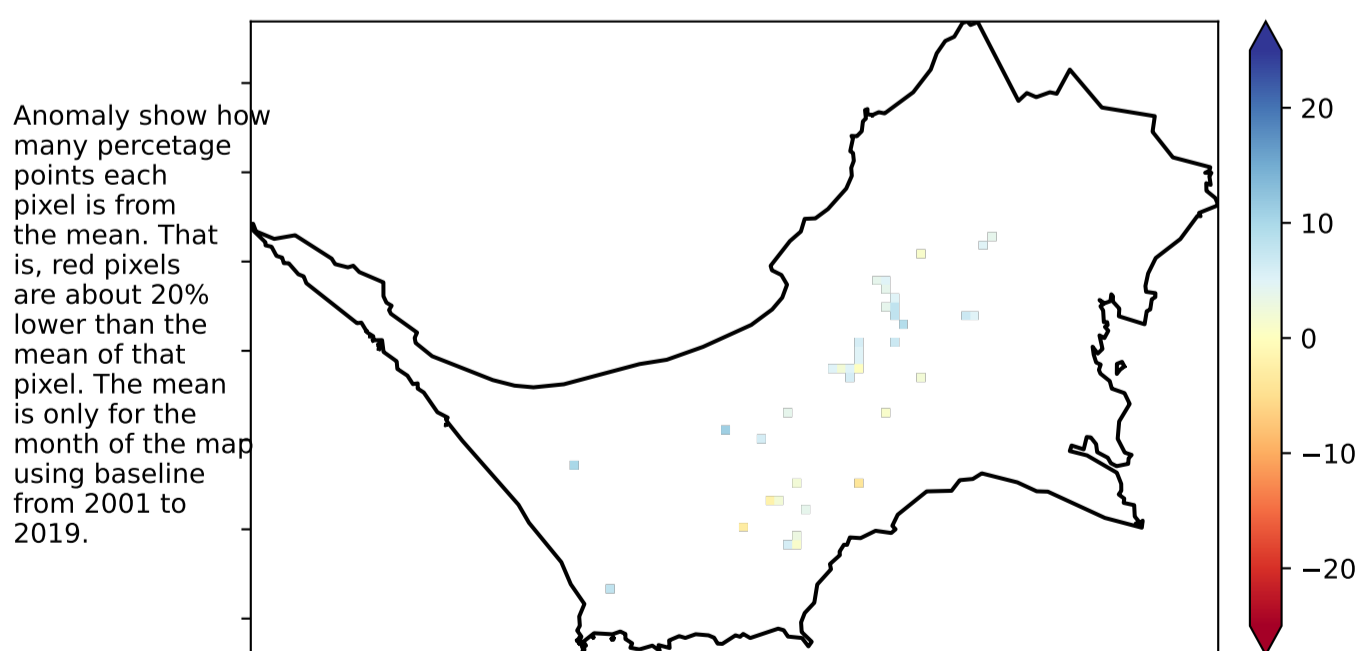 Anomaly show how
many percetage
points each
pixel is from
the mean. That
is, red pixels
are about 20%
lower than the
mean of that
pixel. The mean
is only for the
month of the map
using baseline
from 2001 to
2019.
20
10
0
−10
−20